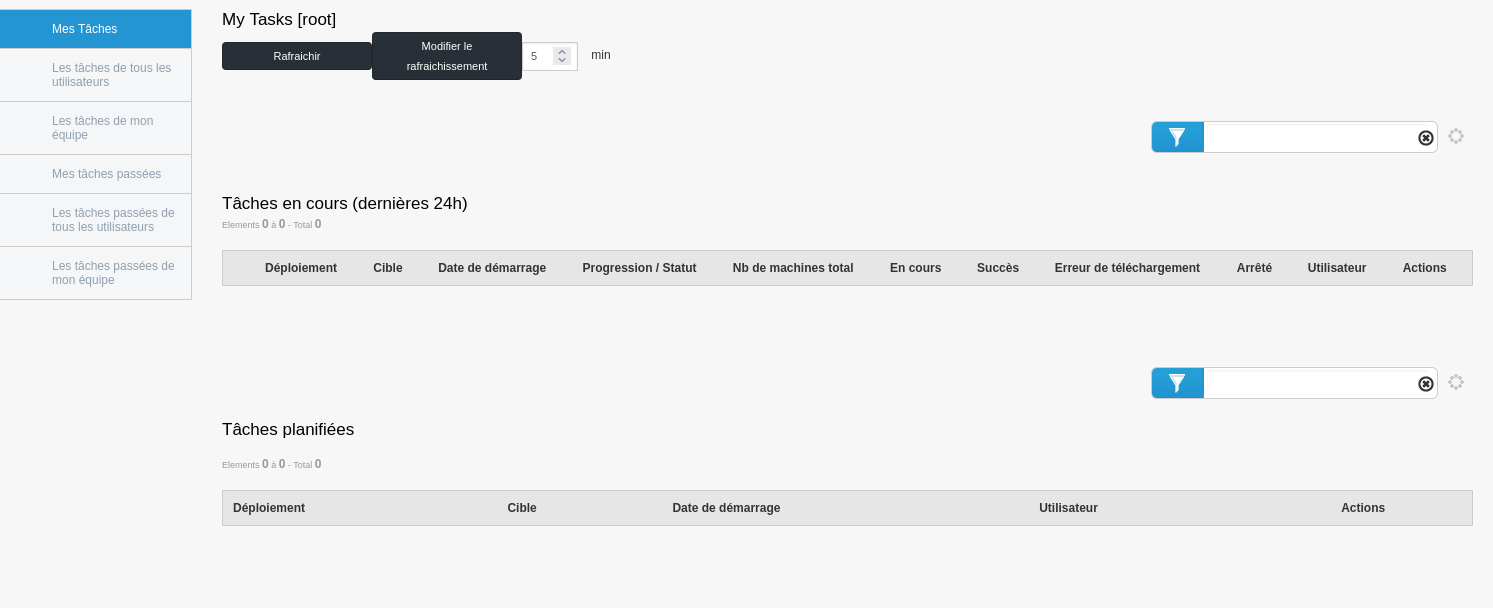 Mes Tâches
Les tâches de tous les
utilisateurs
Les tâches de mon
équipe
Mes tâches passées
Les tâches passées de
tous les utilisateurs
Les tâches passées de
mon équipe
My Tasks [root]
Rafraichir
Modifier le
rafraichissement
5
min
Tâches en cours (dernières 24h)
Elements 0 à 0 - Total 0
Déploiement Cible Date de démarrage Progression / Statut Nb de machines total En cours Succès Erreur de téléchargement Arrêté Utilisateur Actions
Tâches planifiées
Elements 0 à 0 - Total 0
Déploiement Cible Date de démarrage Utilisateur Actions